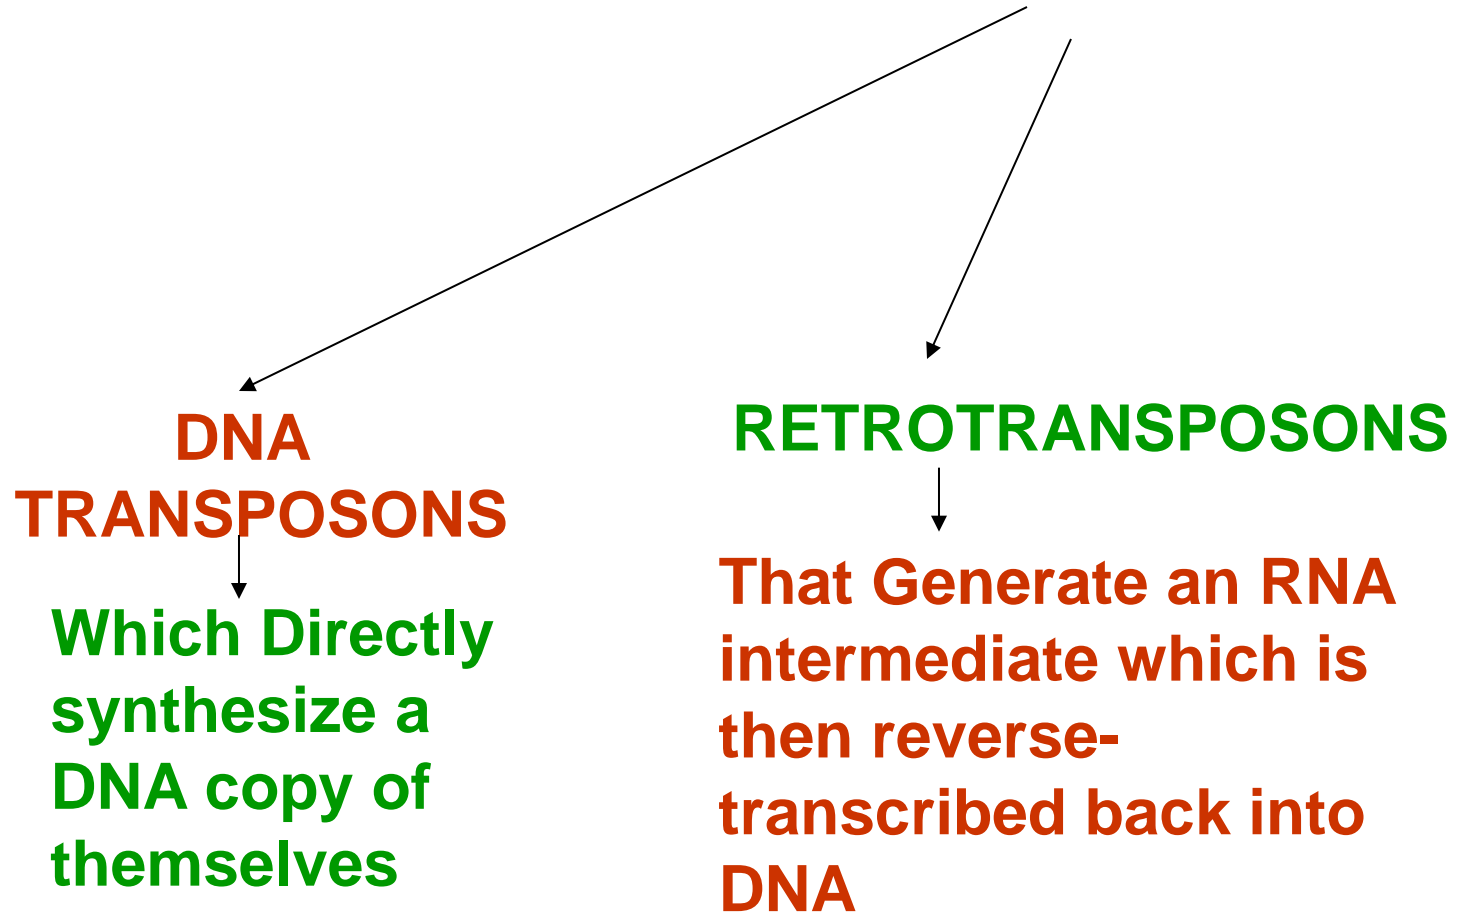 DNA
TRANSPOSONS
Which Directly
synthesize a
DNA copy of
themselves
RETROTRANSPOSONS
That Generate an RNA
intermediate which is
then reverse-
transcribed back into
DNA